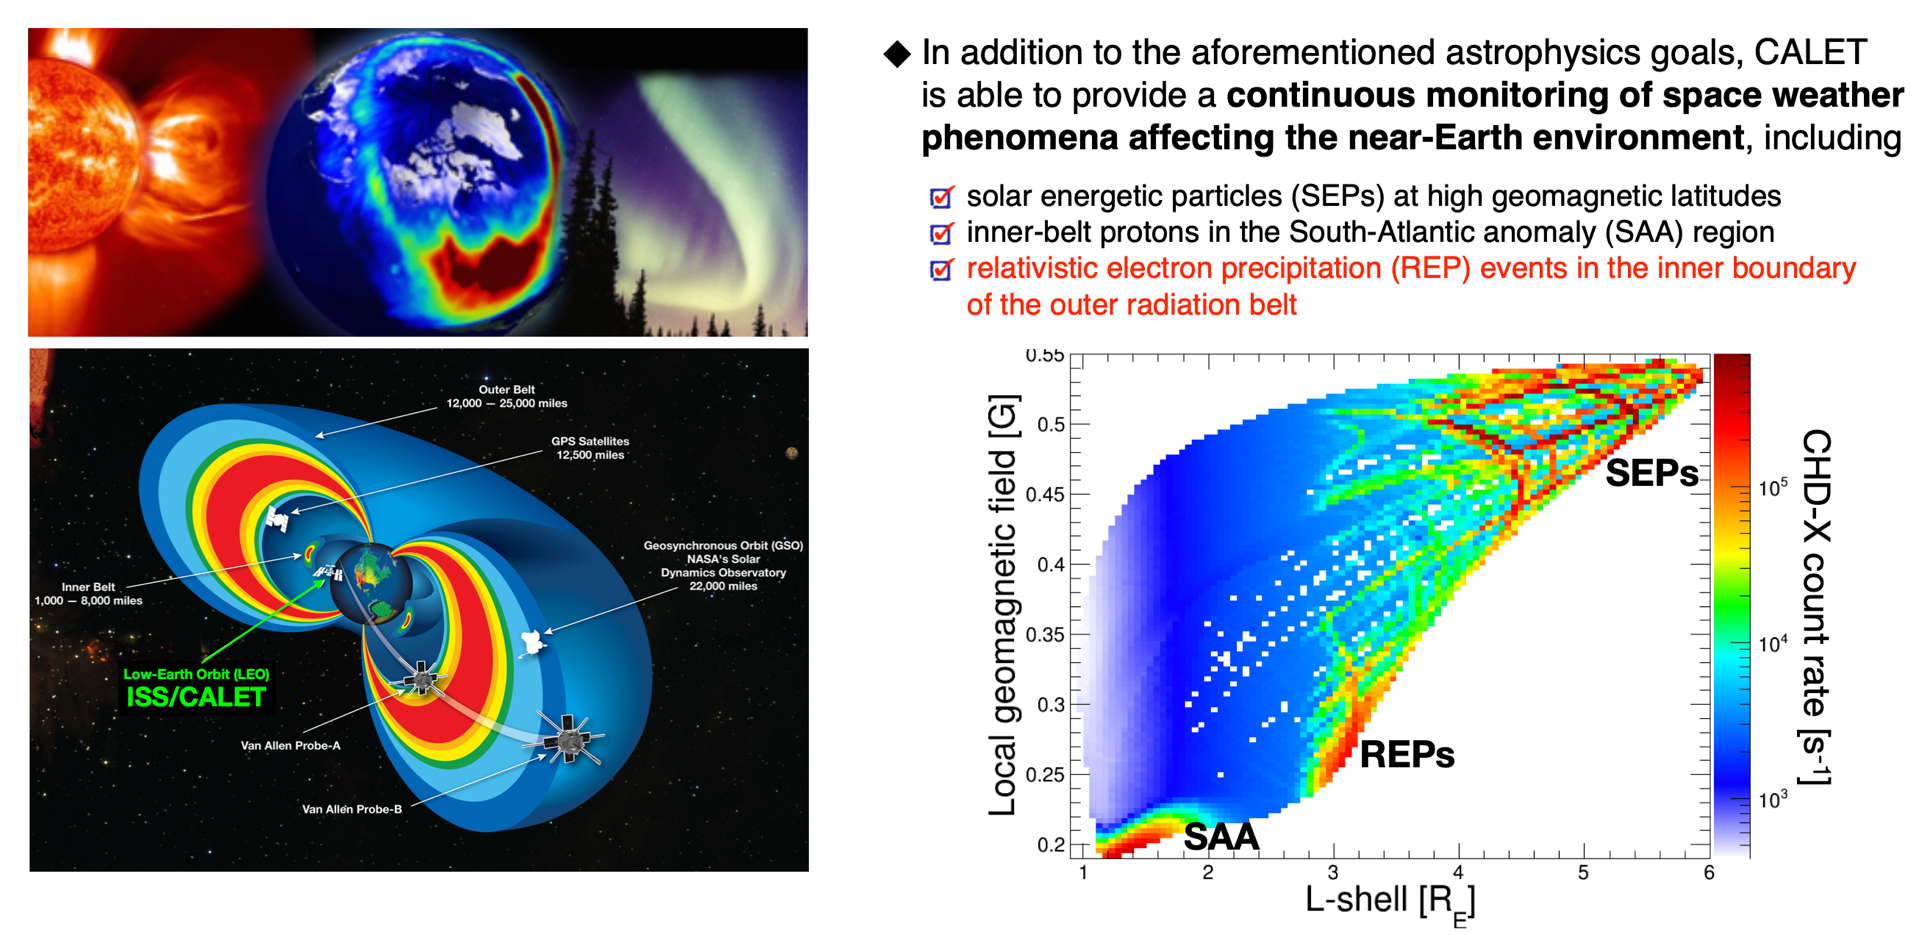 ◆ In addition to the aforementioned astrophysics goals, CALET
is able to provide a continuous monitoring of space weather
phenomena affecting the near-Earth environment, including
solar energetic particles (SEPs) at high geomagnetic latitudes
inner-belt protons in the South-Atlantic anomaly (SAA) region
relativistic electron precipitation (REP) events in the inner boundary
of the outer radiation belt
Outer Belt
12,000 — 25,000 miles
GPS Satellites
12,500 miles
Geosynchronous Orbit (GSO)
NASA's Solar
Dynamics Observatory
22,000 miles
Inner Belt
1,000 — 8,000 miles
Low-Earth Orbit (LEO)
ISS/CALET
Van Allen Probe-A
Van Allen Probe-B
Local geomagnetic field [G]
0.55
0.5
0.45
0.4
0.35
0.3
0.25
0.2
SEPs
REPs
SAA
1 2 3 4 5 6
L-shell [R_E]
10⁵
10⁴
10³
CHD-X count rate [s⁻¹]